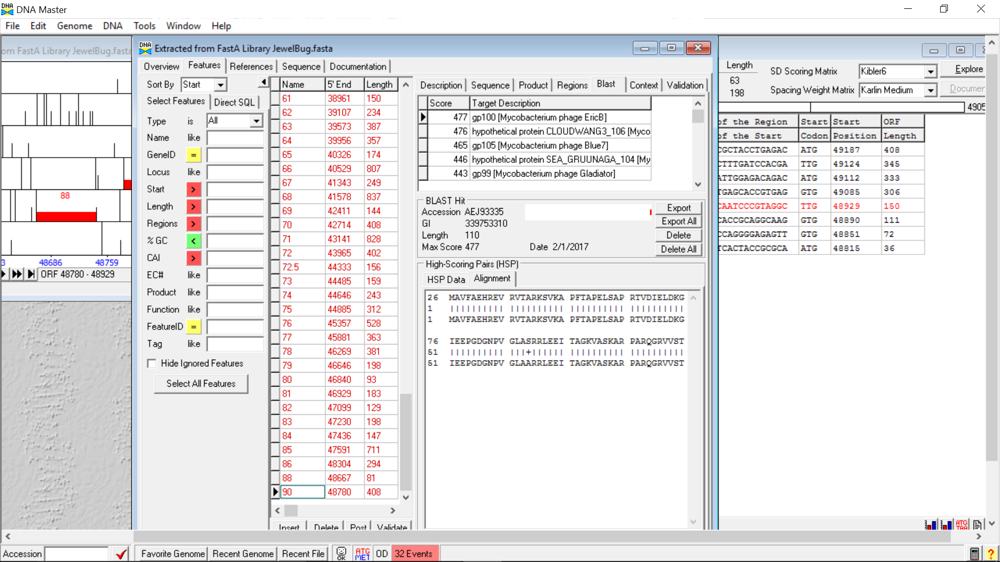 DNA Master
File Edit Genome DNA Tools Window Help
om FastA Library JewelBug.fasta
88
3 48686 48759
ORF 48780 - 48929
DNA Extracted from FastA Library JewelBug.fasta
Overview Features References Sequence Documentation
Sort By Start
Select Features Direct SQL
Type is All
Name like
GeneID =
Locus like
Start >
Length >
Regions >
% GC <
CAI >
EC# like
Product like
Function like
FeatureID =
Tag like
Hide Ignored Features
Select All Features
Name 5' End Length
61 38961 150
62 39107 234
63 39573 387
64 39956 357
65 40326 174
66 40529 807
67 41343 249
68 41578 837
69 42411 144
70 42714 408
71 43141 828
72 43965 402
72.5 44333 156
73 44485 159
74 44646 243
75 44885 312
76 45357 528
77 45881 363
78 46269 381
79 46646 198
80 46840 93
81 46929 183
82 47099 129
83 47230 198
84 47436 147
85 47591 711
86 48304 294
88 48667 81
90 48780 408
Insert Delete Post Validate
Description Sequence Product Regions Blast Context Validation
Score Target Description
477 gp100 [Mycobacterium phage EricB]
476 hypothetical protein CLOUDWANG3_106 [Myco
465 gp105 [Mycobacterium phage Blue7]
446 hypothetical protein SEA_GRUUNAGA_104 [My
443 gp99 [Mycobacterium phage Gladiator]
BLAST Hit
Accession AEJ93335
GI 339753310
Length 110
Max Score 477 Date 2/1/2017
Export
Export All
Delete
Delete All
High-Scoring Pairs (HSP)
HSP Data Alignment
26 MAVFAEHREV RVTARKSVKA PFTAPELSAP RTVDIELDKG
1 |||||||||| |||||||||| |||||||||| ||||||||||
1 MAVFAEHREV RVTARKSVKA PFTAPELSAP RTVDIELDKG
76 IEEPGDGNPV GLASRRLEEI TAGKVASKAR PARQGRVVST
51 |||||||||| |||+|||||| |||||||||| ||||||||||
51 IEEPGDGNPV GLAARRLEEI TAGKVASKAR PARQGRVVST
Length
63
198
SD Scoring Matrix Kibler6 Explore
Spacing Weight Matrix Karlin Medium Documen
4905
of the Region Start Start ORF
of the Start Codon Position Length
CGCTACCTGAGAC ATG 49187 408
CTTTGATCCACGA TTG 49124 345
ATTGGAGACAGAC ATG 49112 333
TGAGCACCGTGAG GTG 49085 306
CAATCCCGTAGGC TTG 48929 150
CACCGCAGGCAAG GTG 48890 111
CCAGGGGAGAGTT GTG 48851 72
TCACTACCGCGCA ATG 48815 36
ATG
TAA
Accession Favorite Genome Recent Genome Recent File OK ATG MET OD 32 Events